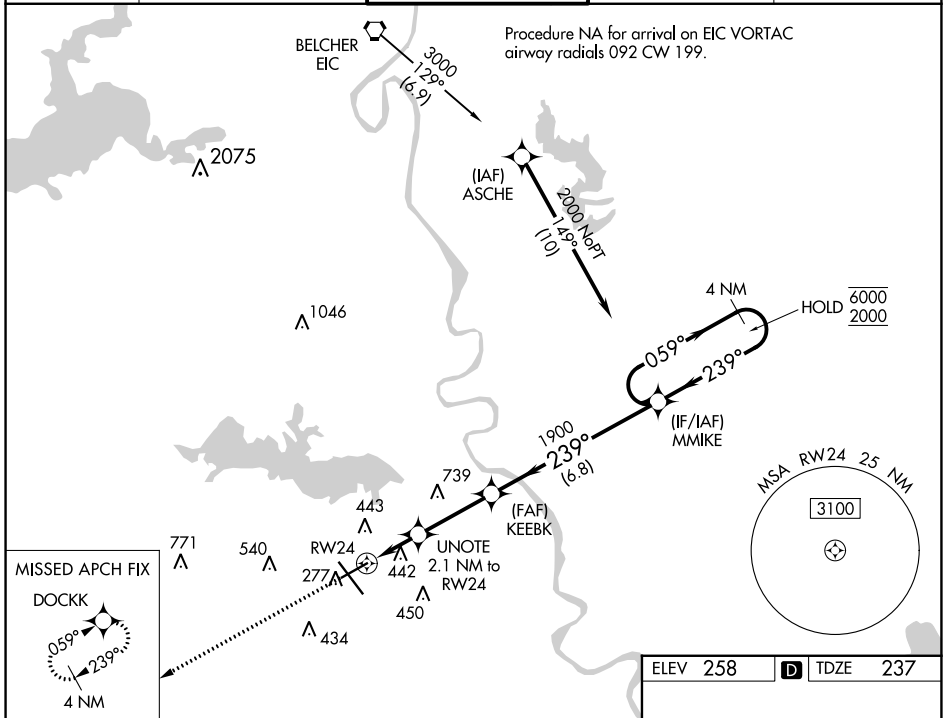 BELCHER
EIC
3000
129°
(6.9)
Procedure NA for arrival on EIC VORTAC
airway radials 092 CW 199.
2075
(IAF)
ASCHE
2000 NoPT
149°
(10)
4 NM
HOLD 6000
2000
1046
059°
239°
(IF/IAF)
MMIKE
1900
239°
(6.8)
MSA RW24 25 NM
3100
739
(FAF)
KEEBK
443
771
540
RW24
UNOTE
2.1 NM to
RW24
277
442
450
434
MISSED APCH FIX
DOCKK
059°
239°
4 NM
ELEV 258 D TDZE 237